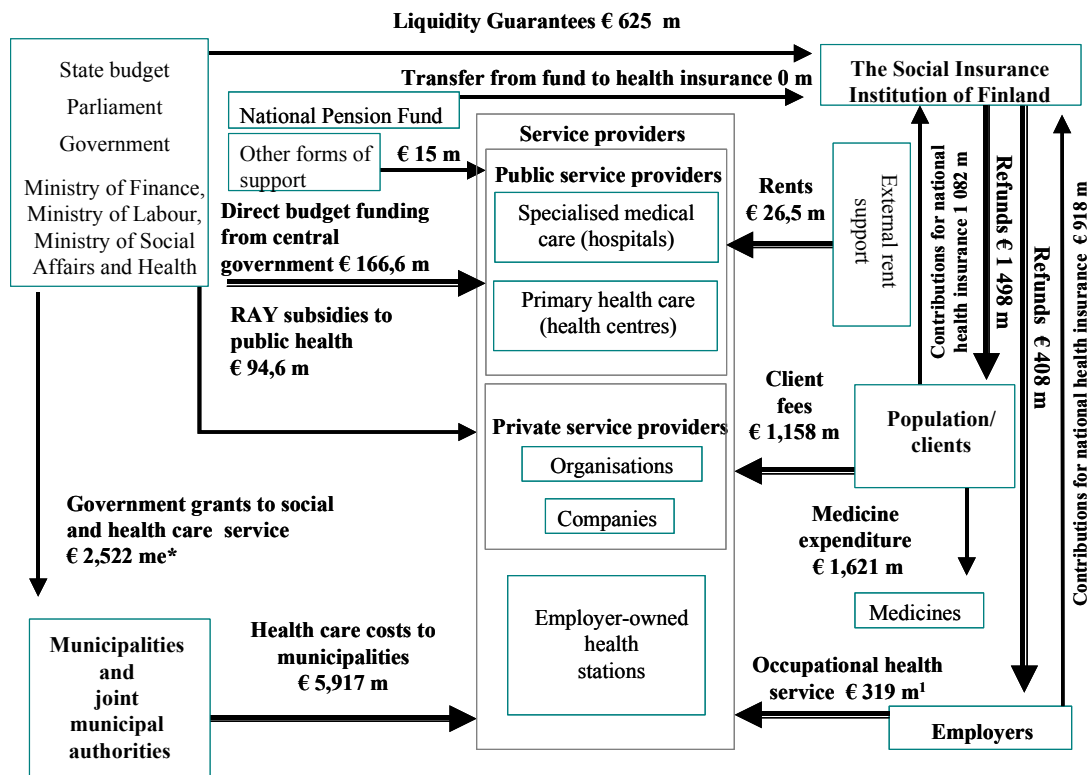 Liquidity Guarantees € 625 m
State budget
Parliament
Government
Ministry of Finance,
Ministry of Labour,
Ministry of Social
Affairs and Health
Transfer from fund to health insurance 0 m
The Social Insurance
Institution of Finland
National Pension Fund
Other forms of
support
€ 15 m
Direct budget funding
from central
government € 166,6 m
RAY subsidies to
public health
€ 94,6 m
Service providers
Public service providers
Specialised medical
care (hospitals)
Primary health care
(health centres)
Rents
€ 26,5 m
External rent
support
Contributions for national
health insurance 1 082 m
Refunds € 1 498 m
Refunds € 408 m
Contributions for national health insurance € 918 m
Private service providers
Organisations
Companies
Client
fees
€ 1,158 m
Population/
clients
Government grants to social
and health care service
€ 2,522 me*
Medicine
expenditure
€ 1,621 m
Medicines
Municipalities
and
joint
municipal
authorities
Health care costs to
municipalities
€ 5,917 m
Employer-owned
health
stations
Occupational health
service € 319 m¹
Employers